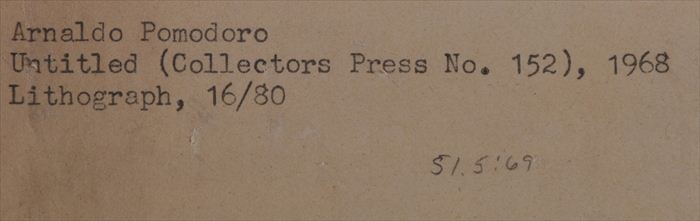 Arnaldo Pomodoro
Untitled (Collectors Press No. 152), 1968
Lithograph, 16/80
51.5'69